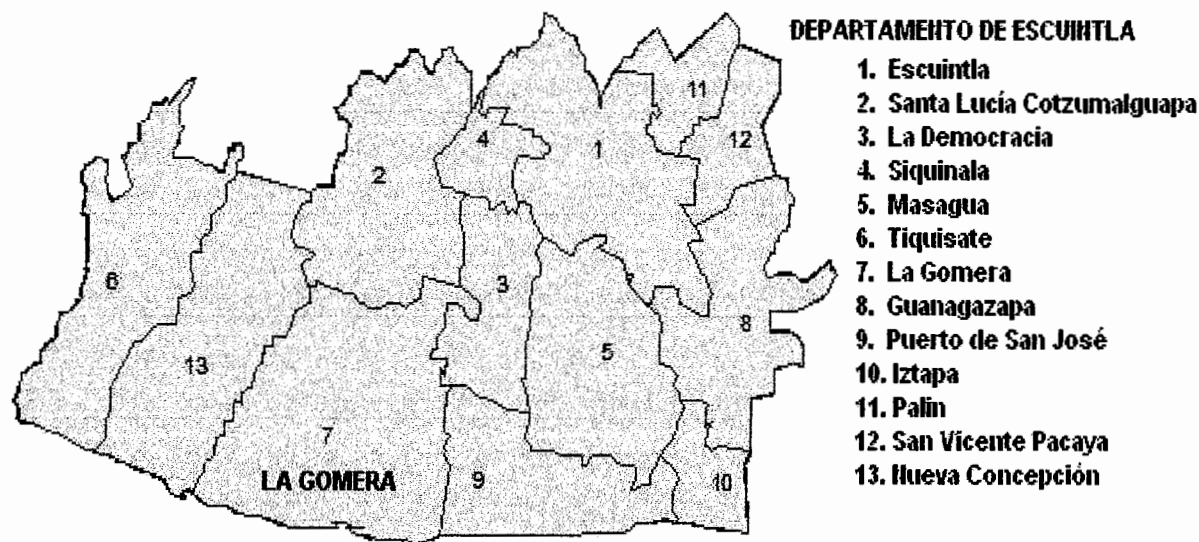 DEPARTAMEHTO DE ESCUIHTLA
1. Escuintla
2. Santa Lucía Cotzumalguapa
3. La Democracia
4. Siquinala
5. Masagua
6. Tiquisate
7. La Gomera
8. Guanagazapa
9. Puerto de San José
10. Iztapa
11. Palin
12. San Vicente Pacaya
13. Hueva Concepción
11
4
12
1
2
6
3
8
5
13
7
LA GOMERA
9
10